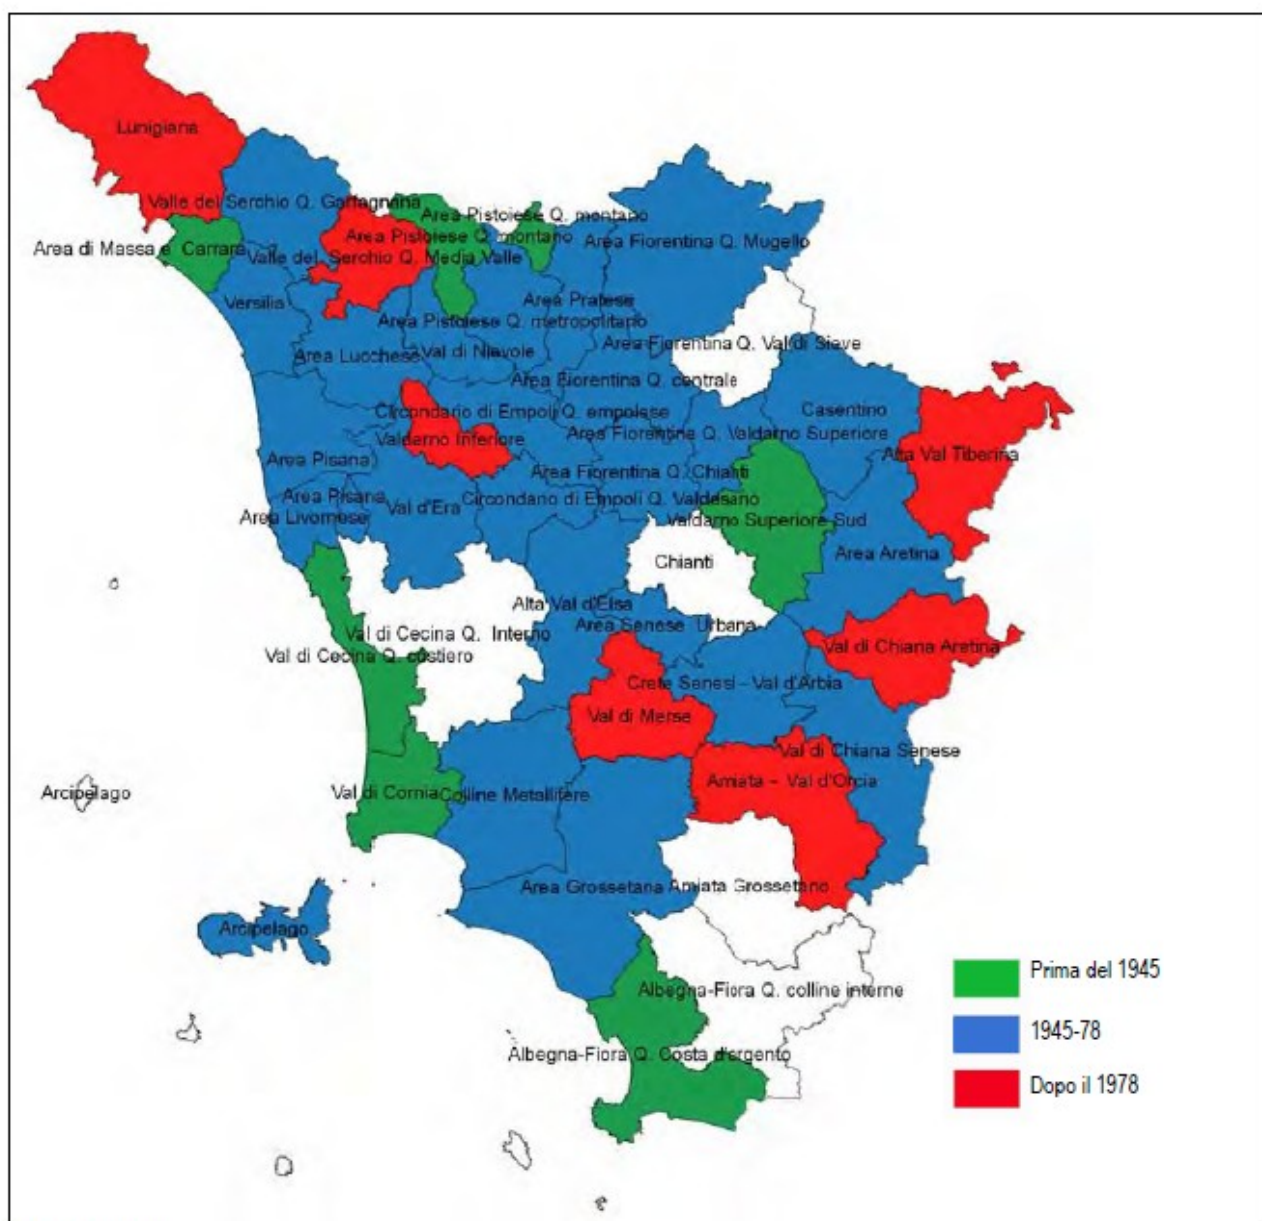 Lunigiana
Valle del Serchio Q. Garfagnana
Area Pistoiese Q. montano
Area Pistoiese Q. montano
Area Fiorentina Q. Mugello
Area di Massa e Carrara
Valle del Serchio Q. Media Valle
Versilia
Area Pratese
Area Pistoiese Q. metropolitano
Area Lucchese
Val di Nievole
Area Fiorentina Q. Val di Sieve
Area Fiorentina Q. centrale
Circondario di Empoli Q. empolese
Casentino
Valdarno Inferiore
Area Fiorentina Q. Valdarno Superiore
Alta Val Tiberina
Area Pisana
Area Fiorentina Q. Chianti
Area Pisana
Val d'Era
Circondario di Empoli Q. Valdesano
Area Livornese
Valdarno Superiore Sud
Area Aretina
Chianti
Alta Val d'Elsa
Area Senese Urbana
Val di Cecina Q. Interno
Val di Cecina Q. costiero
Val di Chiana Aretina
Crete Senesi - Val d'Arbia
Val di Merse
Val di Chiana Senese
Amiata - Val d'Orcia
Arcipelago
Val di Cornia
Colline Metallifere
Area Grossetana
Amiata Grossetano
Arcipelago
Albegna-Fiora Q. colline interne
Albegna-Fiora Q. Costa d'argento
Prima del 1945
1945-78
Dopo il 1978